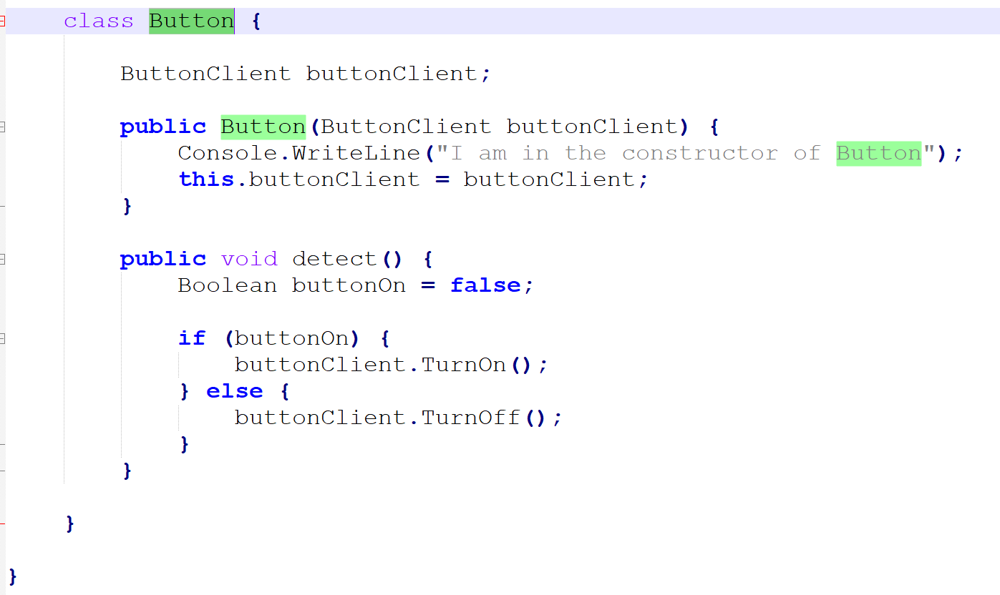 class Button {
ButtonClient buttonClient;
public Button(ButtonClient buttonClient) {
Console.WriteLine("I am in the constructor of Button");
this.buttonClient = buttonClient;
}
public void detect() {
Boolean buttonOn = false;
if (buttonOn) {
buttonClient.TurnOn();
} else {
buttonClient.TurnOff();
}
}
}
}